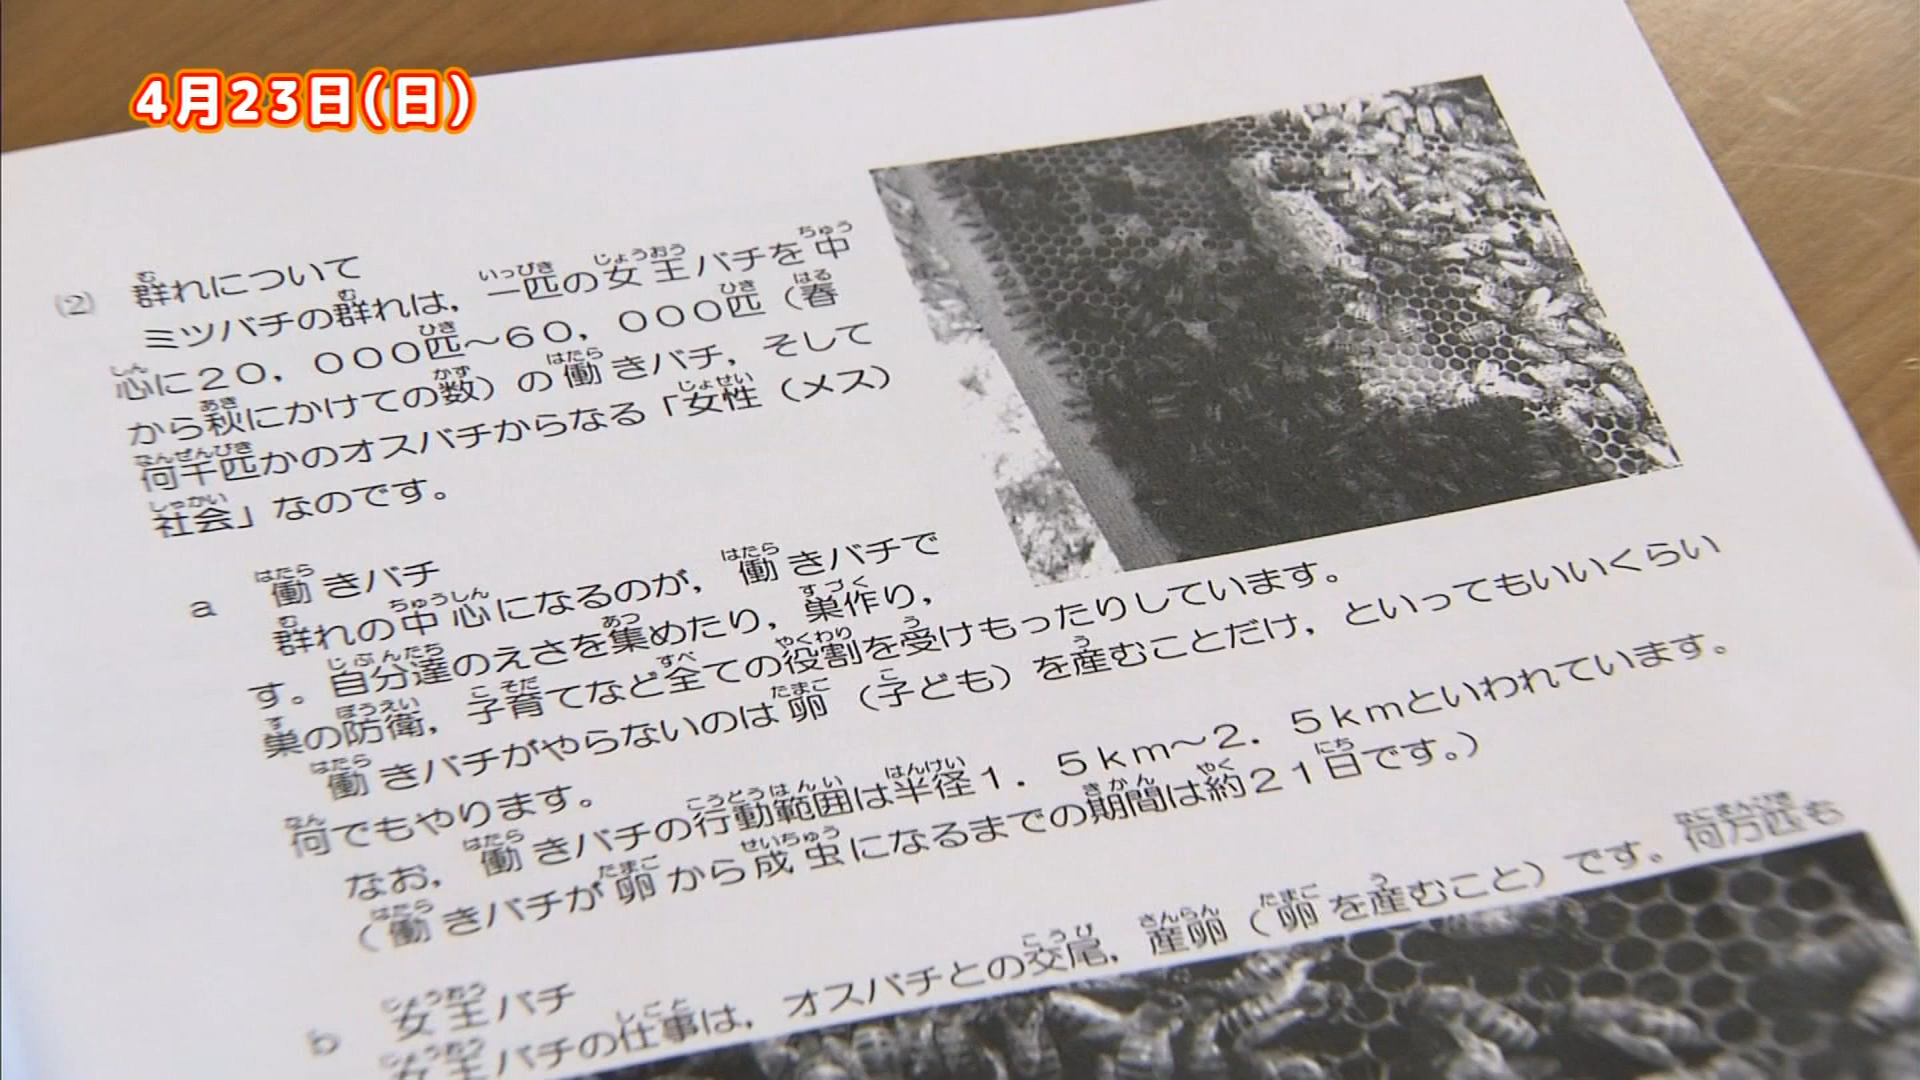 4月23日(日)
(2) 群れについて
ミツバチの群れは，一匹の女王バチを中
心に20，000匹～60，000匹（春
から秋にかけての数）の働きバチ，そして
何千匹かのオスバチからなる「女性（メス）
社会」なのです。
a 働きバチ
群れの中心になるのが，働きバチで
す。自分達のえさを集めたり，巣作り，
巣の防衛，子育てなど全ての役割を受けもったりしています。
働きバチがやらないのは卵（子ども）を産むことだけ，といってもいいくらい
何でもやります。
なお，働きバチの行動範囲は半径1．5km～2．5kmといわれています。
（働きバチが卵から成虫になるまでの期間は約21日です。）
b 女王バチ
女王バチの仕事は，オスバチとの交尾，産卵（卵を産むこと）です。何万匹も